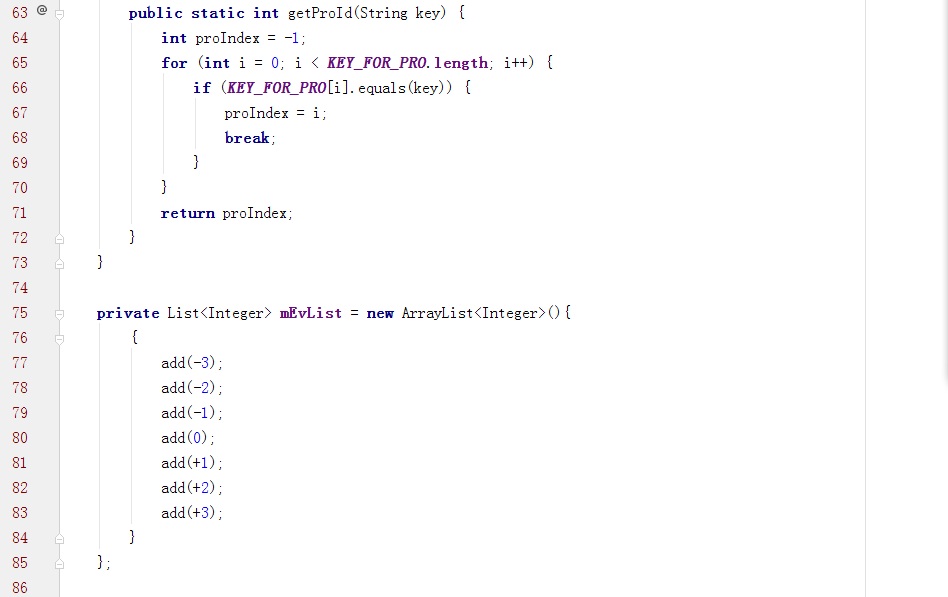 63 @ public static int getProId(String key) {
64 int proIndex = -1;
65 for (int i = 0; i < KEY_FOR_PRO.length; i++) {
66 if (KEY_FOR_PRO[i].equals(key)) {
67 proIndex = i;
68 break;
69 }
70 }
71 return proIndex;
72 }
73 }
74
75 private List<Integer> mEvList = new ArrayList<Integer>(){
76 {
77 add(-3);
78 add(-2);
79 add(-1);
80 add(0);
81 add(+1);
82 add(+2);
83 add(+3);
84 }
85 };
86